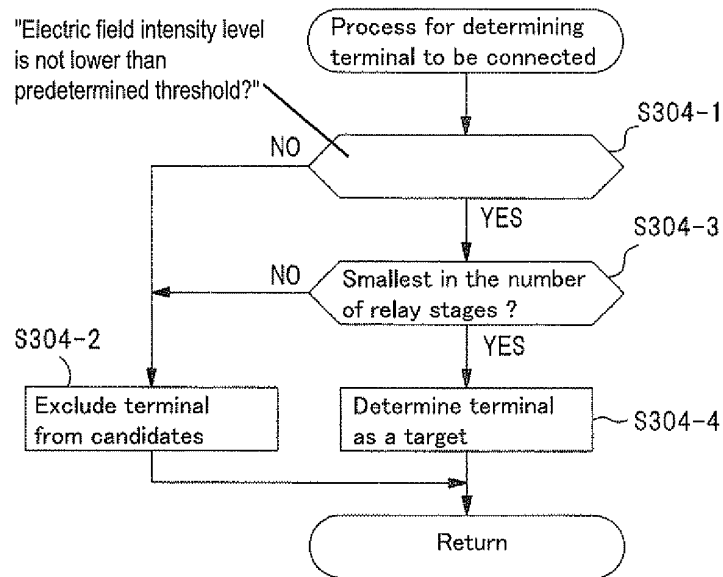 "Electric field intensity level
is not lower than
predetermined threshold?"
Process for determining
terminal to be connected
S304-1
NO
YES
S304-3
NO
Smallest in the number
of relay stages ?
S304-2
YES
Exclude terminal
from candidates
Determine terminal
as a target
S304-4
Return